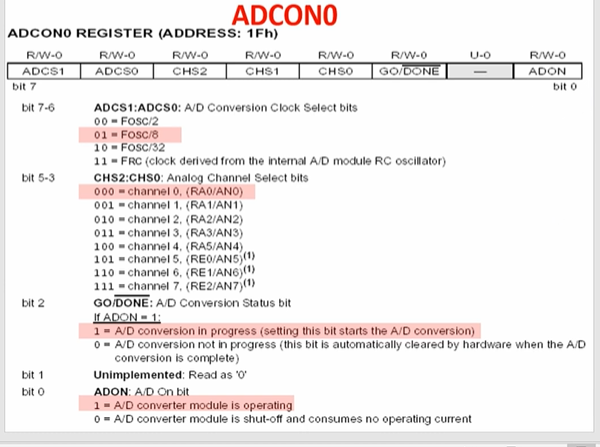 ADCON0
ADCON0 REGISTER (ADDRESS: 1Fh)
R/W-0 R/W-0 R/W-0 R/W-0 R/W-0 R/W-0 U-0 R/W-0
ADCS1 ADCS0 CHS2 CHS1 CHS0 GO/DONE — ADON
bit 7 bit 0
bit 7-6 ADCS1:ADCS0: A/D Conversion Clock Select bits
00 = FOSC/2
01 = FOSC/8
10 = FOSC/32
11 = FRC (clock derived from the internal A/D module RC oscillator)
bit 5-3 CHS2:CHS0: Analog Channel Select bits
000 = channel 0, (RA0/AN0)
001 = channel 1, (RA1/AN1)
010 = channel 2, (RA2/AN2)
011 = channel 3, (RA3/AN3)
100 = channel 4, (RA5/AN4)
101 = channel 5, (RE0/AN5)(1)
110 = channel 6, (RE1/AN6)(1)
111 = channel 7, (RE2/AN7)(1)
bit 2 GO/DONE: A/D Conversion Status bit
If ADON = 1:
1 = A/D conversion in progress (setting this bit starts the A/D conversion)
0 = A/D conversion not in progress (this bit is automatically cleared by hardware when the A/D
conversion is complete)
bit 1 Unimplemented: Read as '0'
bit 0 ADON: A/D On bit
1 = A/D converter module is operating
0 = A/D converter module is shut-off and consumes no operating current